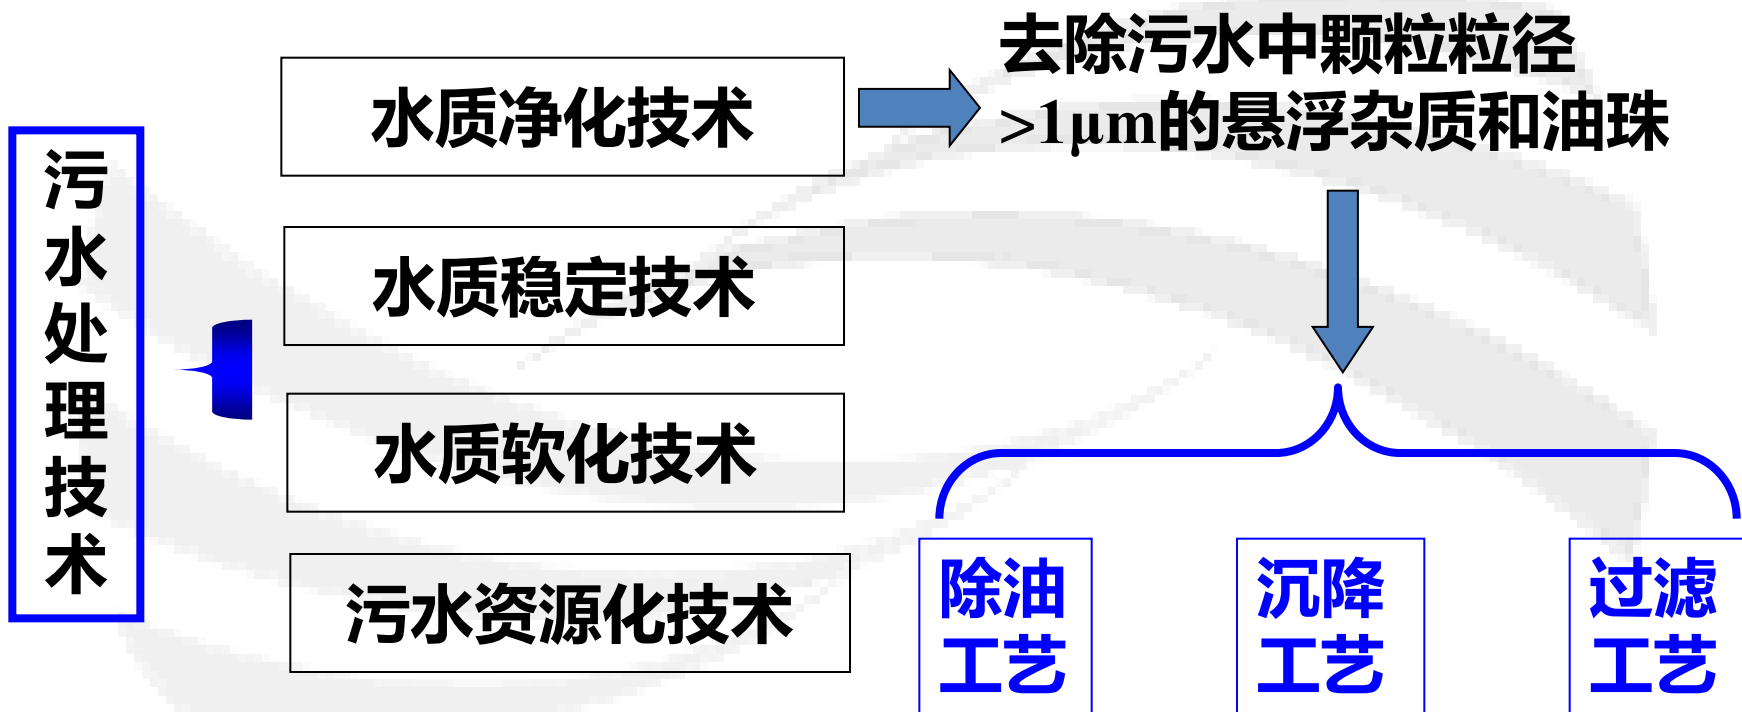 污水处理技术
水质净化技术
水质稳定技术
水质软化技术
污水资源化技术
去除污水中颗粒粒径
>1μm的悬浮杂质和油珠
除油
工艺
沉降
工艺
过滤
工艺